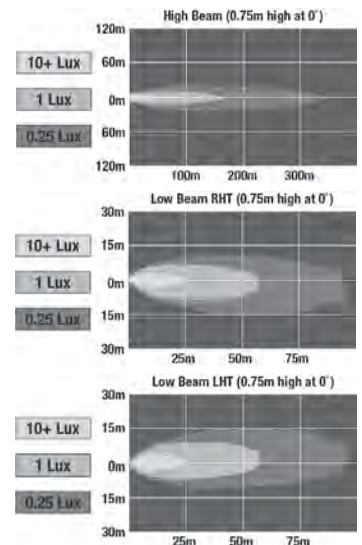 High Beam (0.75m high at 0°)
120m
60m
0m
60m
120m
10+ Lux
1 Lux
0.25 Lux
100m 200m 300m
Low Beam RHT (0.75m high at 0°)
30m
15m
0m
15m
30m
10+ Lux
1 Lux
0.25 Lux
25m 50m 75m
Low Beam LHT (0.75m high at 0°)
30m
15m
0m
15m
30m
10+ Lux
1 Lux
0.25 Lux
25m 50m 75m